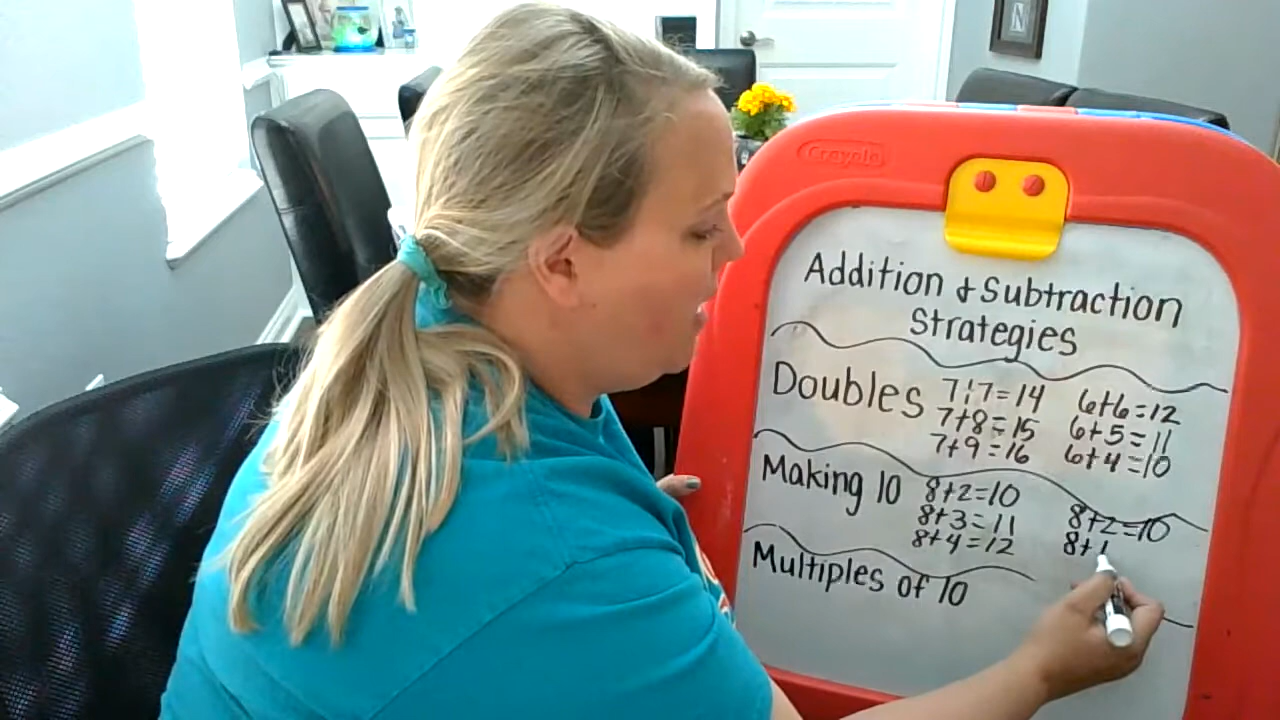 Crayola
N
Addition & Subtraction
Strategies
Doubles
7+7=14
7+8=15
7+9=16
6+6=12
6+5=11
6+4=10
Making 10
8+2=10
8+3=11
8+4=12
8+2=10
8+1
Multiples of 10